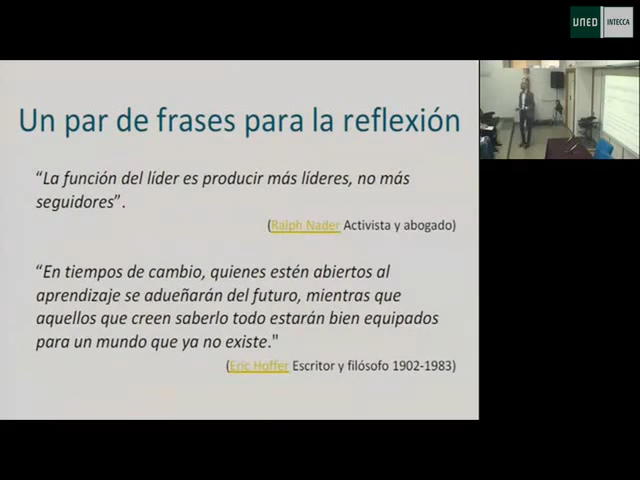 UNED INTECCA
Un par de frases para la reflexión
“La función del líder es producir más líderes, no más
seguidores”.
(Ralph Nader Activista y abogado)
“En tiempos de cambio, quienes estén abiertos al
aprendizaje se adueñarán del futuro, mientras que
aquellos que creen saberlo todo estarán bien equipados
para un mundo que ya no existe."
(Eric Hoffer Escritor y filósofo 1902-1983)